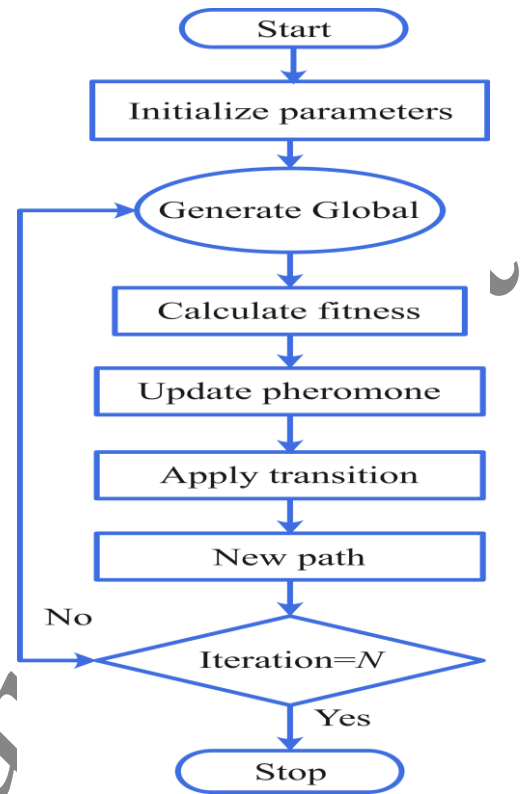 Start
Initialize parameters
Generate Global
Calculate fitness
Update pheromone
Apply transition
New path
No
Iteration=N
Yes
Stop